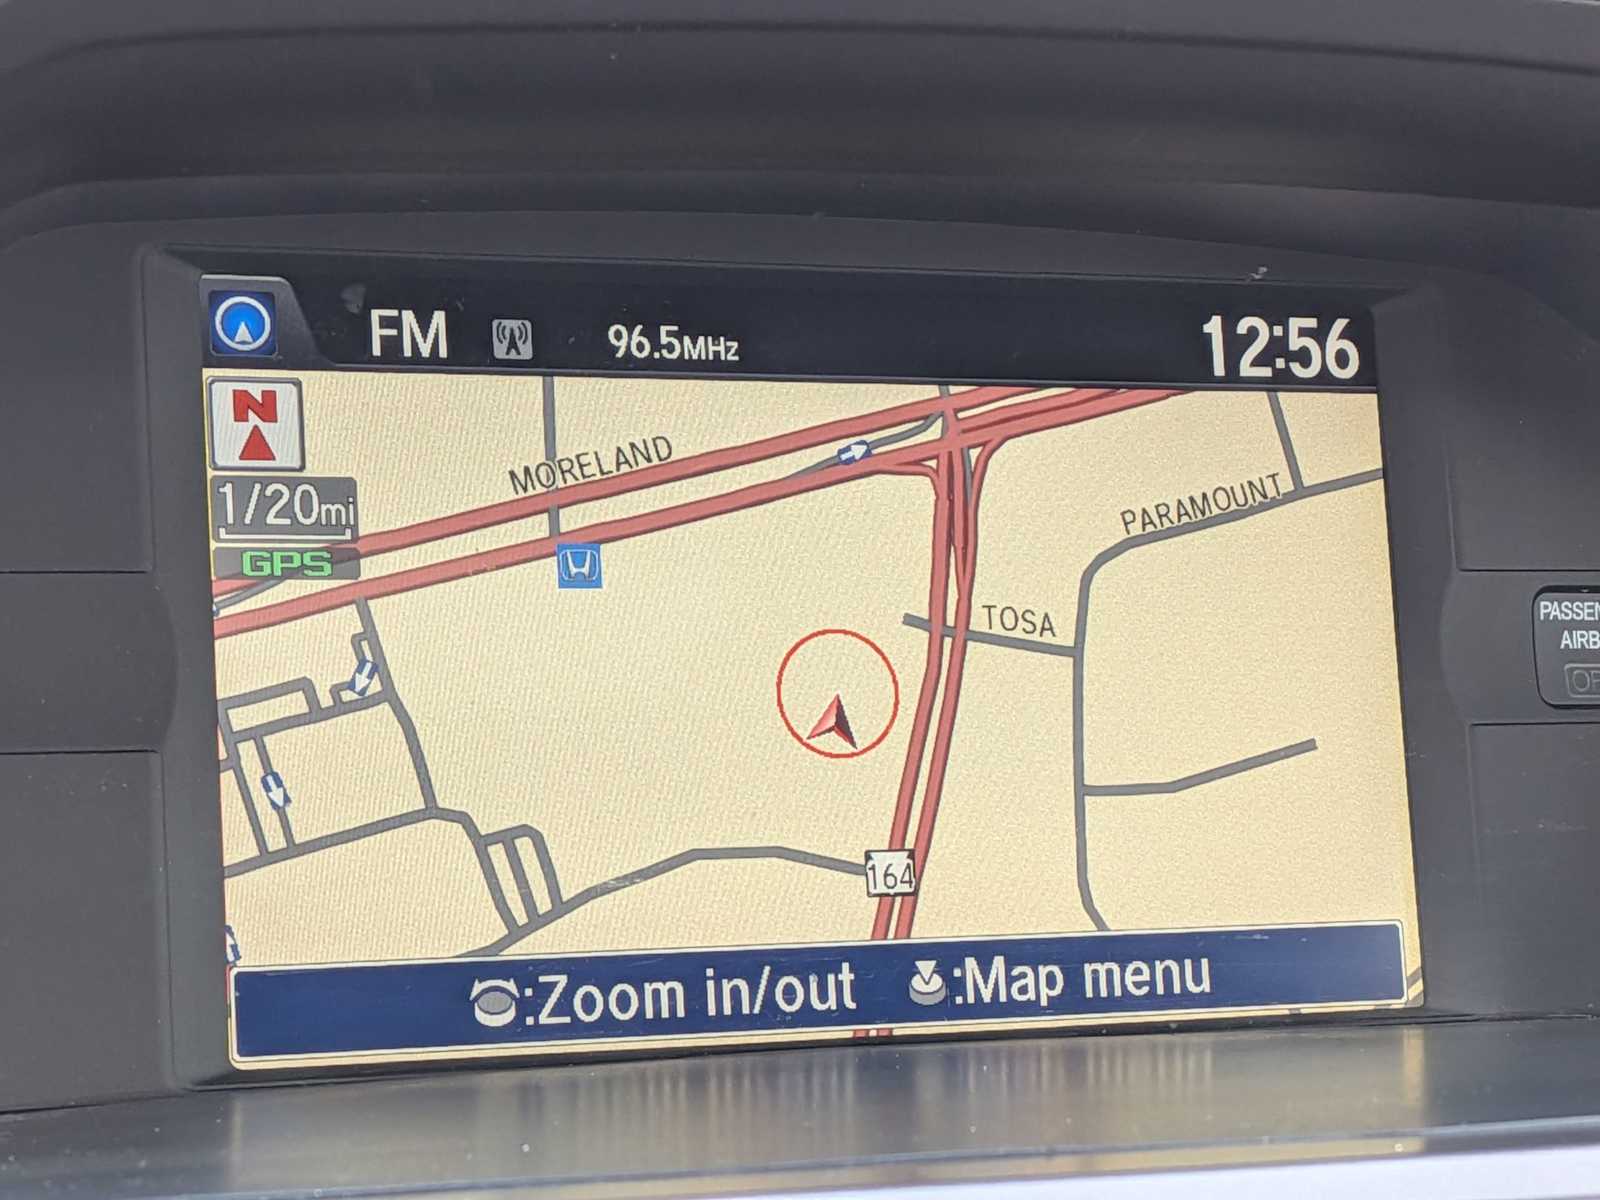 FM 96.5MHz 12:56
N
1/20mi
GPS
MORELAND
PARAMOUNT
TOSA
164
:Zoom in/out :Map menu
PASSEN
AIRB